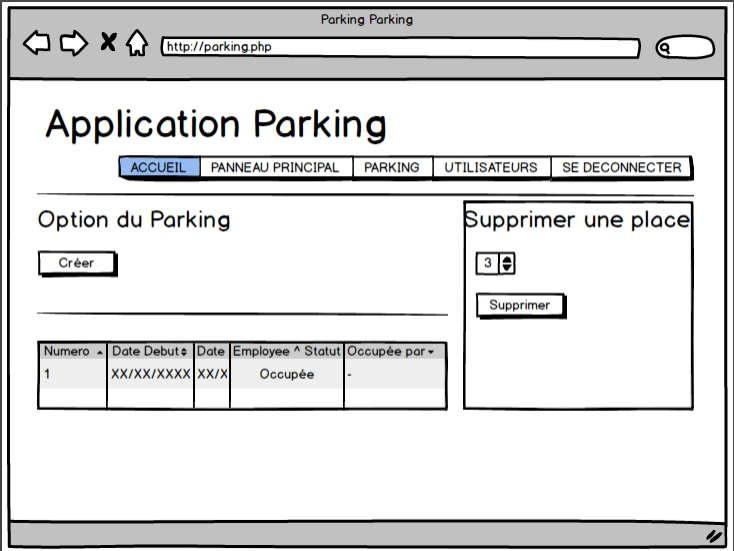 Parking Parking
http://parking.php
Application Parking
ACCUEIL PANNEAU PRINCIPAL PARKING UTILISATEURS SE DECONNECTER
Option du Parking
Créer
Numero Date Debut Date Employee ^ Statut Occupée par
1 XX/XX/XXXX XX/X Occupée -
Supprimer une place
3
Supprimer